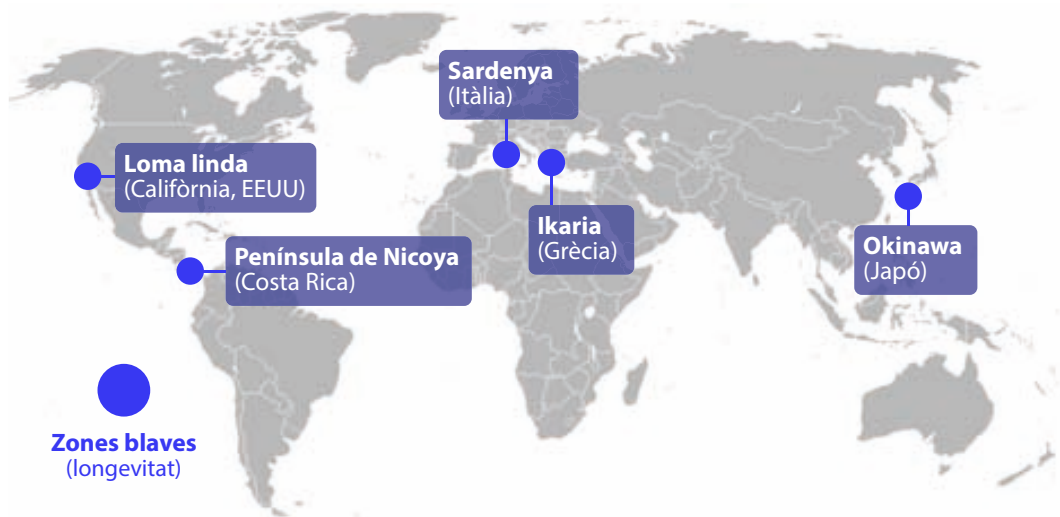 Sardenya
(Itàlia)
Loma linda
(Califòrnia, EEUU)
Ikaria
(Grècia)
Okinawa
(Japó)
Península de Nicoya
(Costa Rica)
Zones blaves
(longevitat)